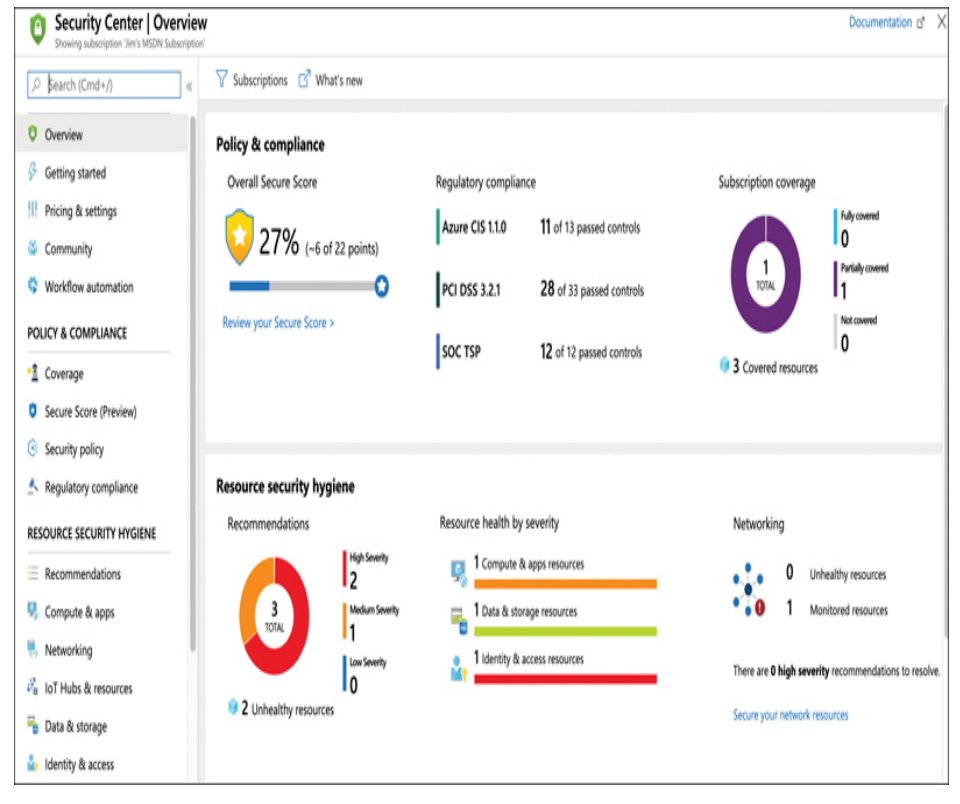 Security Center | Overview
Showing subscription 'Jim's MSDN Subscription'
Documentation
Search (Cmd+/)
«
Subscriptions
What's new
Overview
Getting started
Pricing & settings
Community
Workflow automation
POLICY & COMPLIANCE
Coverage
Secure Score (Preview)
Security policy
Regulatory compliance
RESOURCE SECURITY HYGIENE
Recommendations
Compute & apps
Networking
IoT Hubs & resources
Data & storage
Identity & access
Policy & compliance
Overall Secure Score
27% (~6 of 22 points)
Review your Secure Score >
Regulatory compliance
Azure CIS 1.1.0 11 of 13 passed controls
PCI DSS 3.2.1 28 of 33 passed controls
SOC TSP 12 of 12 passed controls
Subscription coverage
1
TOTAL
Fully covered
0
Partially covered
1
Not covered
0
3 Covered resources
Resource security hygiene
Recommendations
3
TOTAL
High Severity
2
Medium Severity
1
Low Severity
0
2 Unhealthy resources
Resource health by severity
1 Compute & apps resources
1 Data & storage resources
1 Identity & access resources
Networking
0 Unhealthy resources
1 Monitored resources
There are 0 high severity recommendations to resolve.
Secure your network resources